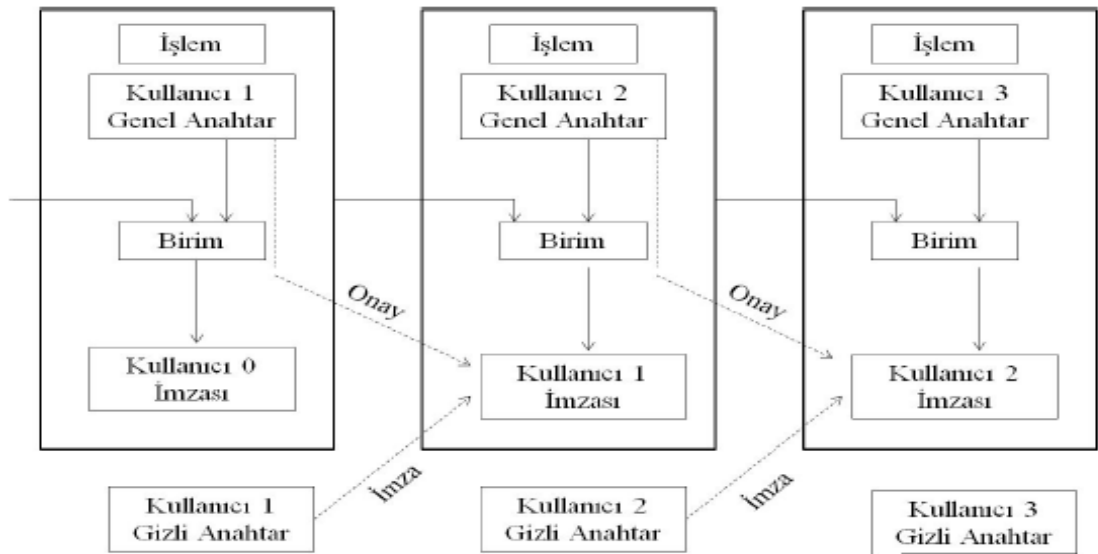 İşlem
Kullanıcı 1
Genel Anahtar
Birim
Kullanıcı 0
İmzası
Kullanıcı 1
Gizli Anahtar
İşlem
Kullanıcı 2
Genel Anahtar
Birim
Onay
Kullanıcı 1
İmzası
İmza
Kullanıcı 2
Gizli Anahtar
İşlem
Kullanıcı 3
Genel Anahtar
Birim
Onay
Kullanıcı 2
İmzası
İmza
Kullanıcı 3
Gizli Anahtar